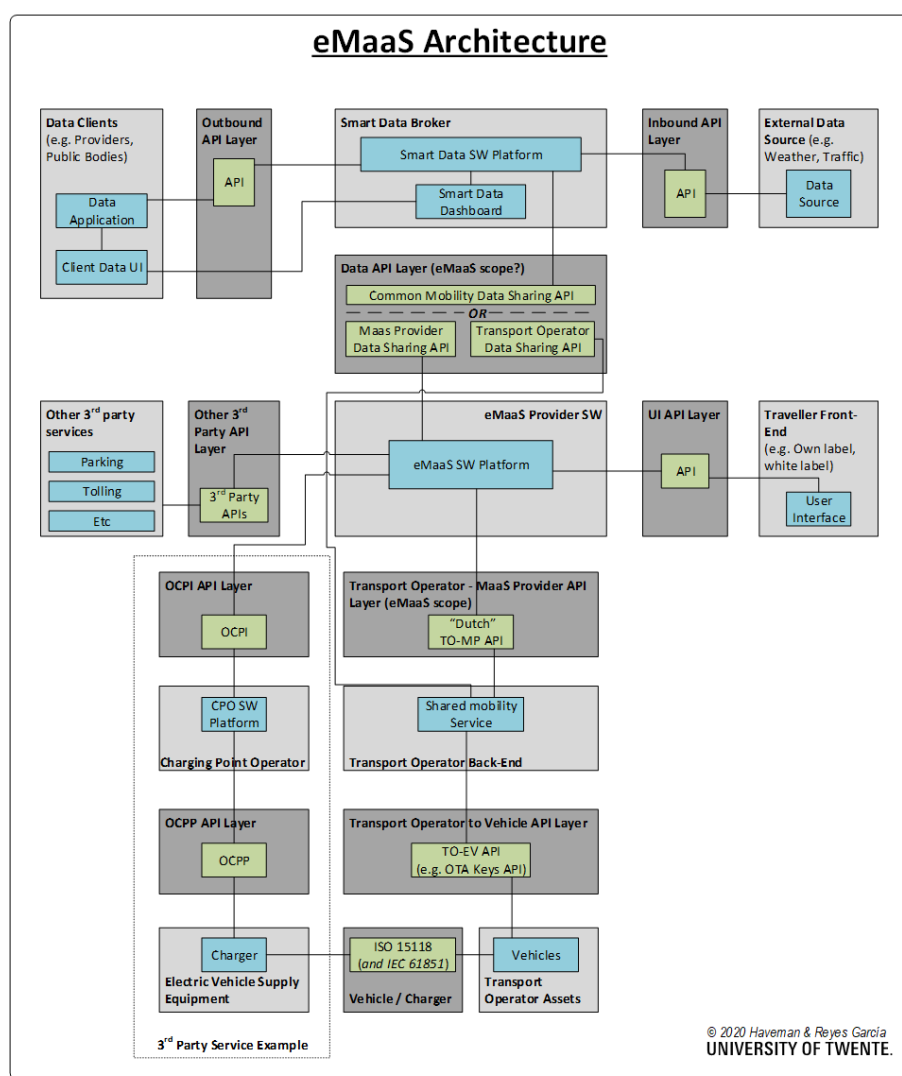 eMaaS Architecture
Data Clients
(e.g. Providers,
Public Bodies)
Data
Application
Client Data UI
Outbound
API Layer
API
Smart Data Broker
Smart Data SW Platform
Smart Data
Dashboard
Inbound API
Layer
API
External Data
Source (e.g.
Weather, Traffic)
Data
Source
Data API Layer (eMaaS scope?)
Common Mobility Data Sharing API
OR
Maas Provider
Data Sharing API
Transport Operator
Data Sharing API
Other 3rd party
services
Parking
Tolling
Etc
Other 3rd
Party API
Layer
3rd Party
APIs
eMaaS Provider SW
eMaaS SW Platform
UI API Layer
API
Traveller Front-
End
(e.g. Own label,
white label)
User
Interface
OCPI API Layer
OCPI
Transport Operator - MaaS Provider API
Layer (eMaaS scope)
“Dutch”
TO-MP API
CPO SW
Platform
Charging Point Operator
Shared mobility
Service
Transport Operator Back-End
OCPP API Layer
OCPP
Transport Operator to Vehicle API Layer
TO-EV API
(e.g. OTA Keys API)
Charger
Electric Vehicle Supply
Equipment
ISO 15118
(and IEC 61851)
Vehicle / Charger
Vehicles
Transport
Operator Assets
3rd Party Service Example
© 2020 Haveman & Reyes Garcia
UNIVERSITY OF TWENTE.